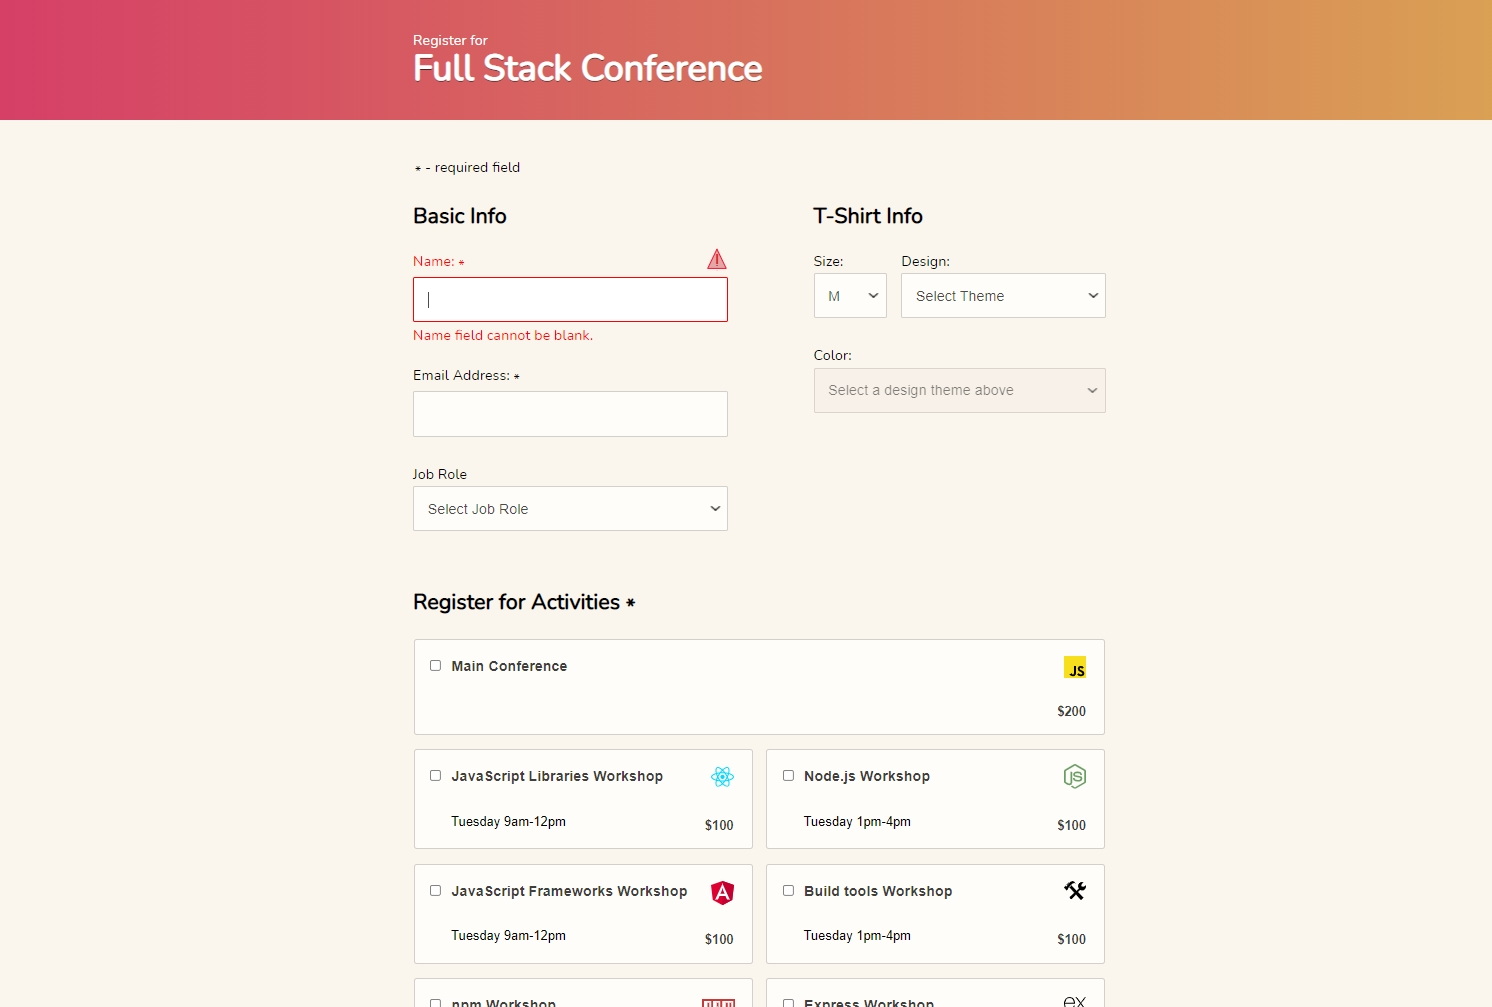 Register for
Full Stack Conference
* - required field
Basic Info
Name: *
Name field cannot be blank.
Email Address: *
Job Role
Select Job Role
T-Shirt Info
Size:
Design:
M
Select Theme
Color:
Select a design theme above
Register for Activities *
Main Conference
JS
$200
JavaScript Libraries Workshop
Tuesday 9am-12pm
$100
Node.js Workshop
JS
Tuesday 1pm-4pm
$100
JavaScript Frameworks Workshop
A
Tuesday 9am-12pm
$100
Build tools Workshop
Tuesday 1pm-4pm
$100
npm Workshop
Express Workshop
ex